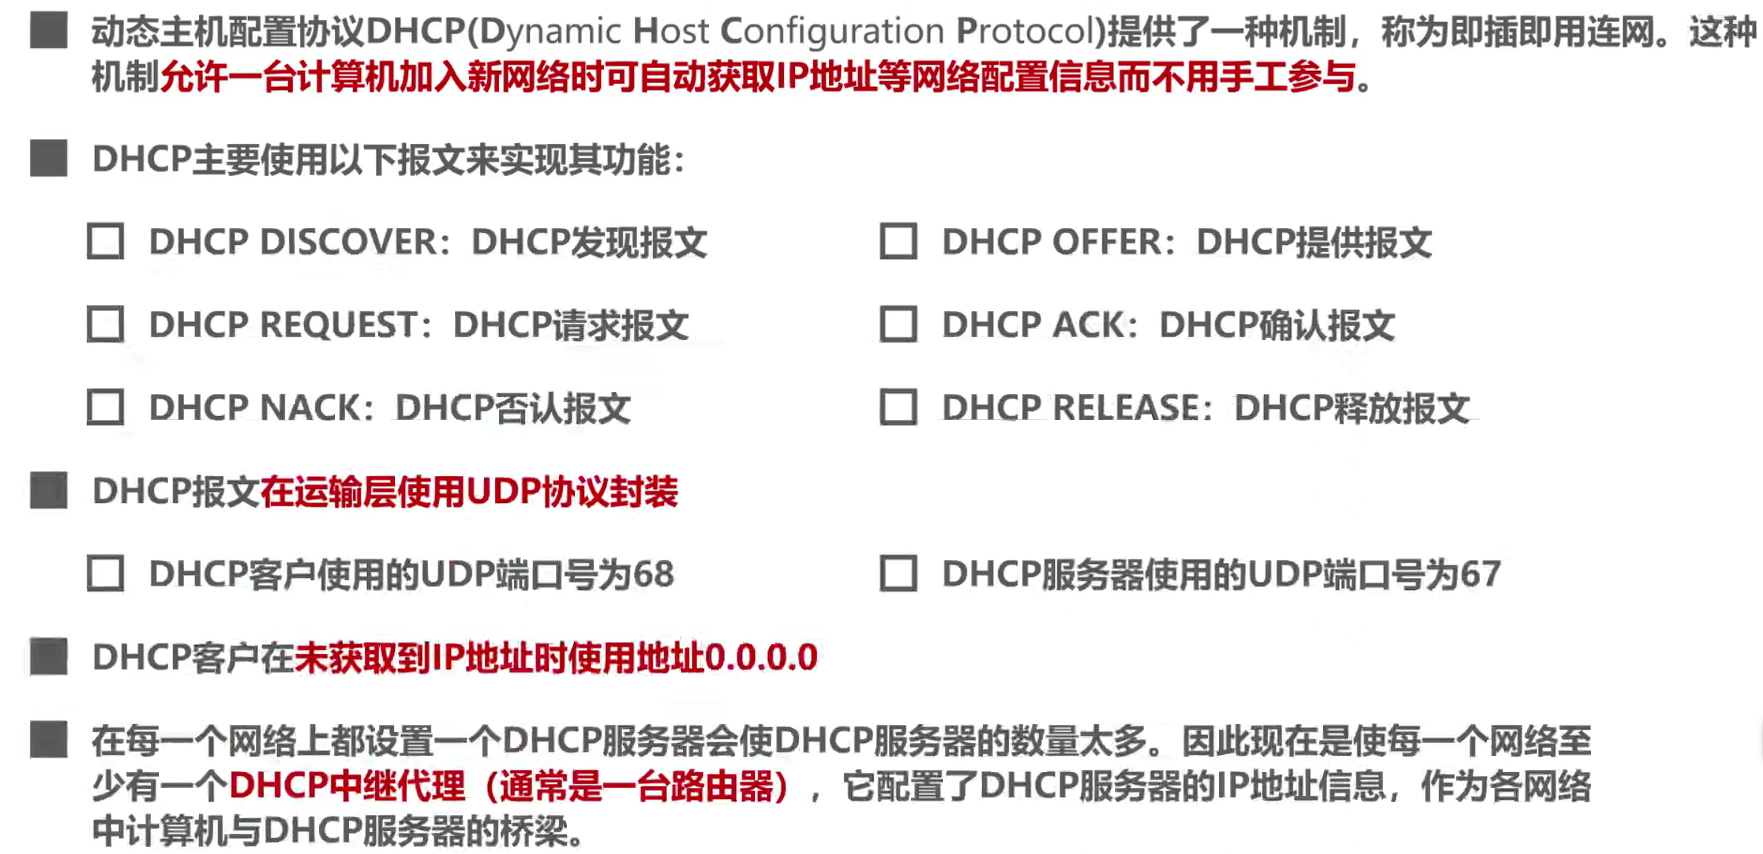 动态主机配置协议DHCP(Dynamic Host Configuration Protocol)提供了一种机制，称为即插即用连网。这种
机制允许一台计算机加入新网络时可自动获取IP地址等网络配置信息而不用手工参与。
DHCP主要使用以下报文来实现其功能：
DHCP DISCOVER：DHCP发现报文
DHCP OFFER：DHCP提供报文
DHCP REQUEST：DHCP请求报文
DHCP ACK：DHCP确认报文
DHCP NACK：DHCP否认报文
DHCP RELEASE：DHCP释放报文
DHCP报文在运输层使用UDP协议封装
DHCP客户使用的UDP端口号为68
DHCP服务器使用的UDP端口号为67
DHCP客户在未获取到IP地址时使用地址0.0.0.0
在每一个网络上都设置一个DHCP服务器会使DHCP服务器的数量太多。因此现在是使每一个网络至
少有一个DHCP中继代理（通常是一台路由器），它配置了DHCP服务器的IP地址信息，作为各网络
中计算机与DHCP服务器的桥梁。